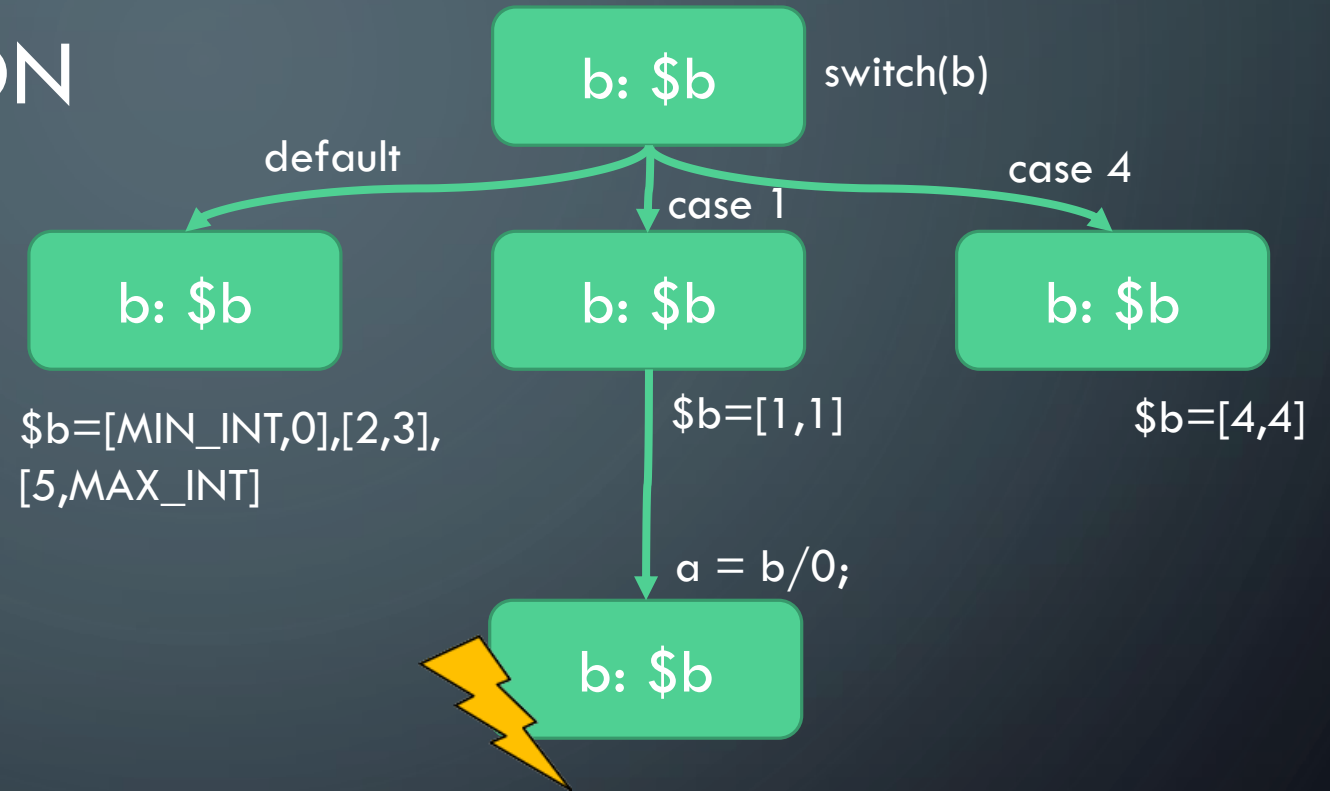 ON
b: $b
switch(b)
default
case 1
case 4
b: $b
b: $b
b: $b
$b=[MIN_INT,0],[2,3],
[5,MAX_INT]
$b=[1,1]
$b=[4,4]
a = b/0;
b: $b